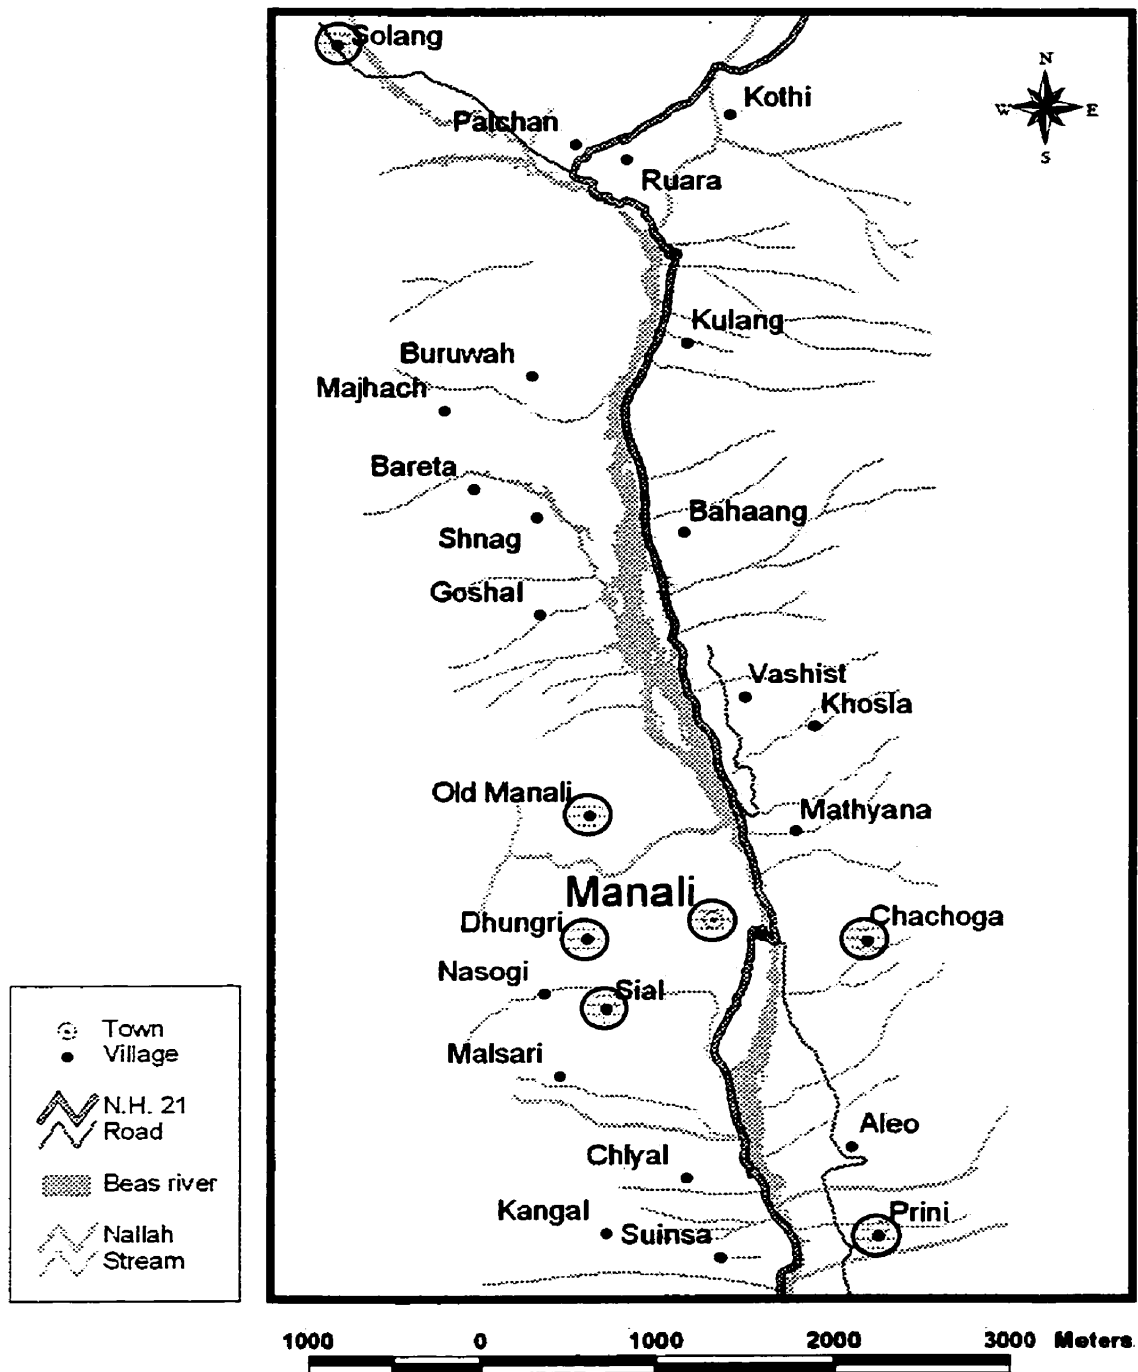 Solang
N
W E
S
Kothi
Palchan
Ruara
Kulang
Buruwah
Majhach
Bareta
Bahaang
Shnag
Goshal
Vashist
Khosla
Old Manali
Mathyana
Manali
Dhungri
Chachoga
Nasogi
Sial
Malsari
Aleo
Chlyal
Kangal
Prini
Suinsa
Town
Village
N.H. 21
Road
Beas river
Nallah
Stream
1000 0 1000 2000 3000 Meters